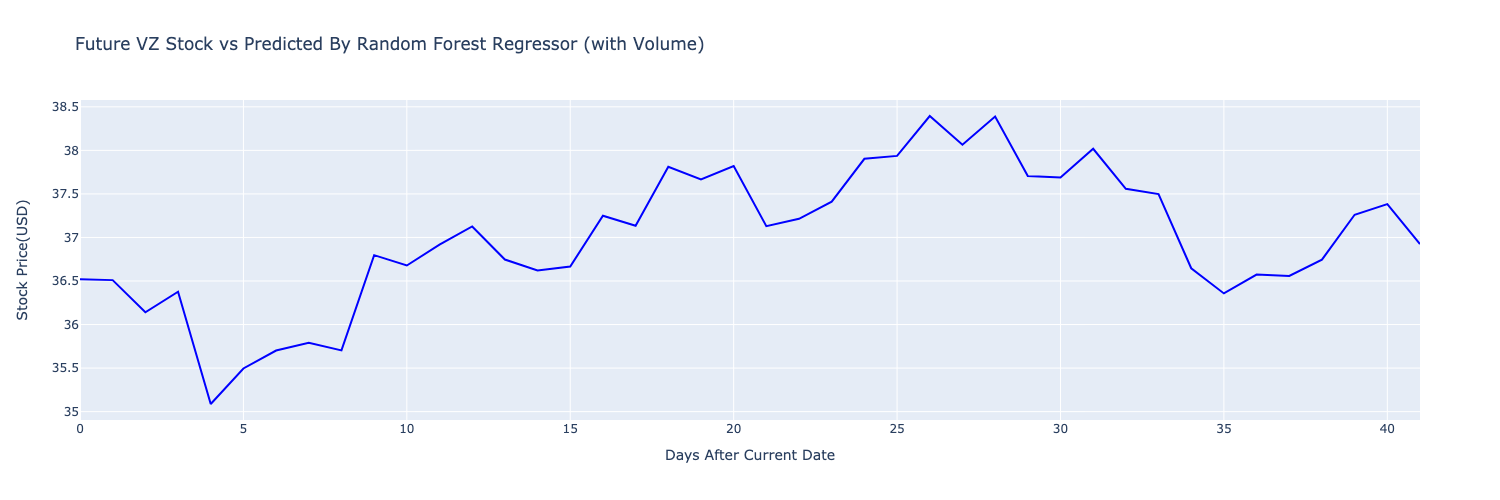 Future VZ Stock vs Predicted By Random Forest Regressor (with Volume)
Stock Price(USD)
38.5
38
37.5
37
36.5
36
35.5
35
0 5 10 15 20 25 30 35 40
Days After Current Date